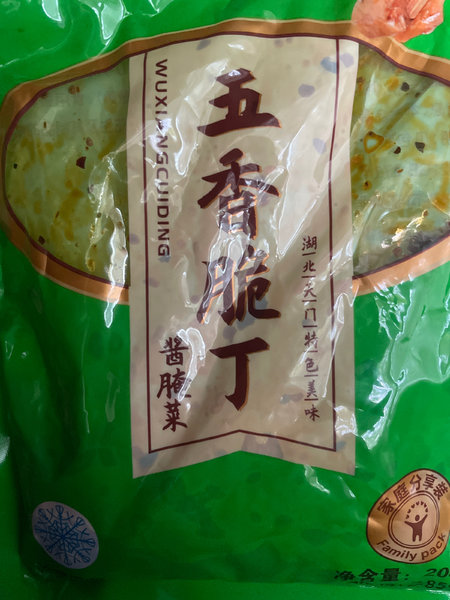 五香脆丁
WUXIANGCUIDING
湖北天门特色美味
酱腌菜
家庭分享装
Family pack
净含量: